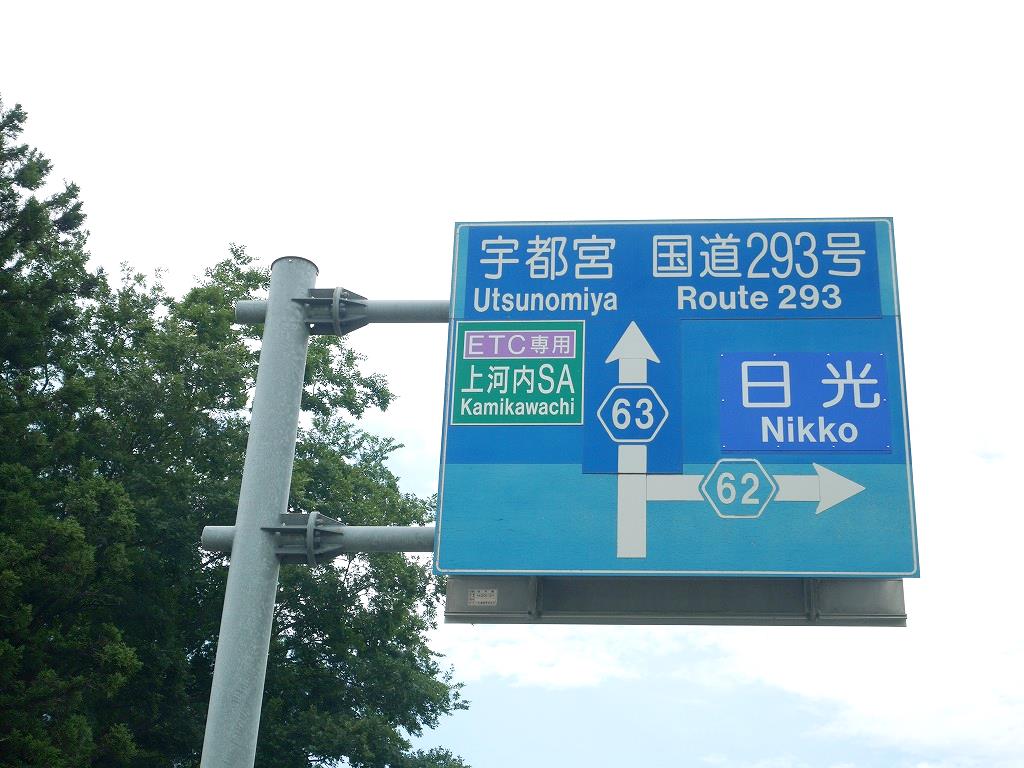 宇都宮 国道293号
Utsunomiya Route 293
ETC専用
上河内SA
Kamikawachi
63
日光
Nikko
62